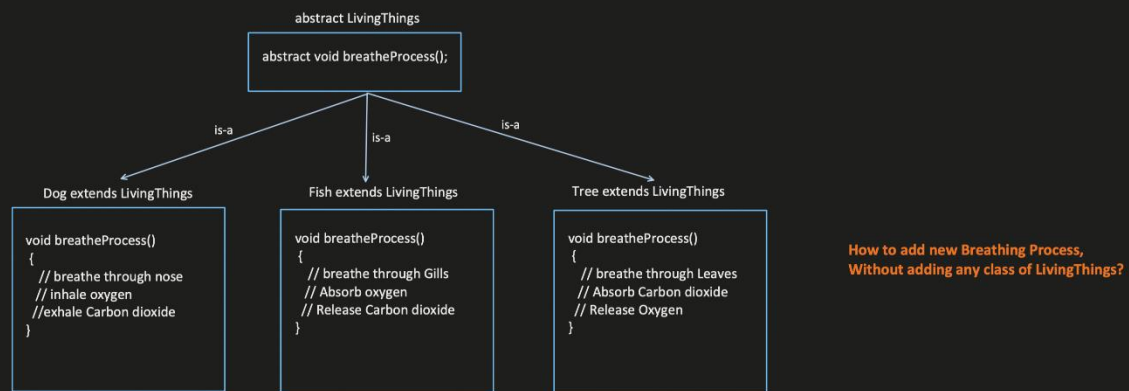 abstract LivingThings
abstract void breatheProcess();
is-a
is-a
is-a
Dog extends LivingThings
void breatheProcess()
{
// breathe through nose
// inhale oxygen
//exhale Carbon dioxide
}
Fish extends LivingThings
void breatheProcess()
{
// breathe through Gills
// Absorb oxygen
// Release Carbon dioxide
}
Tree extends LivingThings
void breatheProcess()
{
// breathe through Leaves
// Absorb Carbon dioxide
// Release Oxygen
}
How to add new Breathing Process,
Without adding any class of LivingThings?